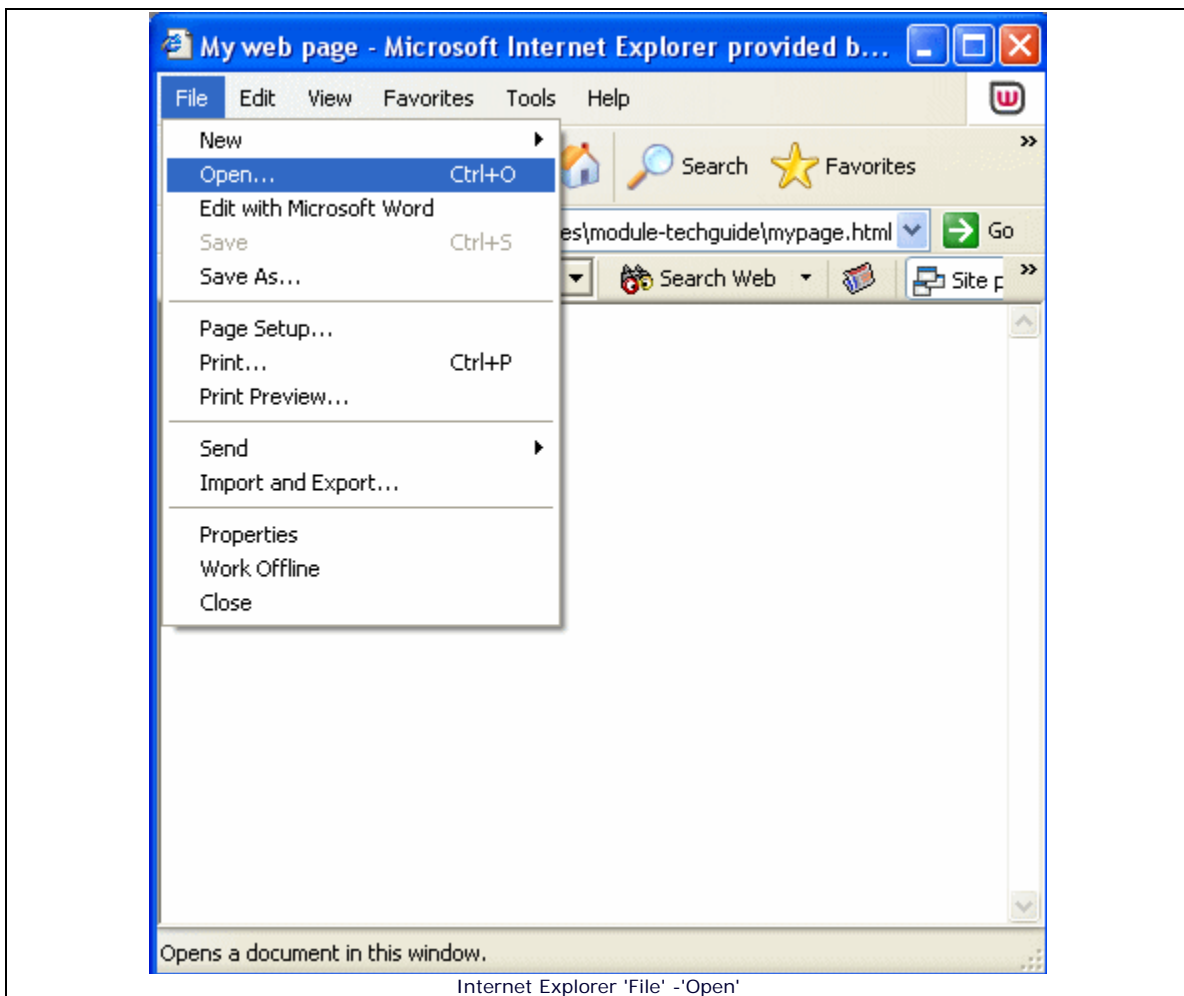 My web page - Microsoft Internet Explorer provided b...
File Edit View Favorites Tools Help
New
Open... Ctrl+O
Edit with Microsoft Word
Save Ctrl+S
Save As...
Page Setup...
Print... Ctrl+P
Print Preview...
Send
Import and Export...
Properties
Work Offline
Close
Search Favorites
es\module-techguide\mypage.html Go
Search Web Site p
Opens a document in this window.
Internet Explorer 'File' -'Open'